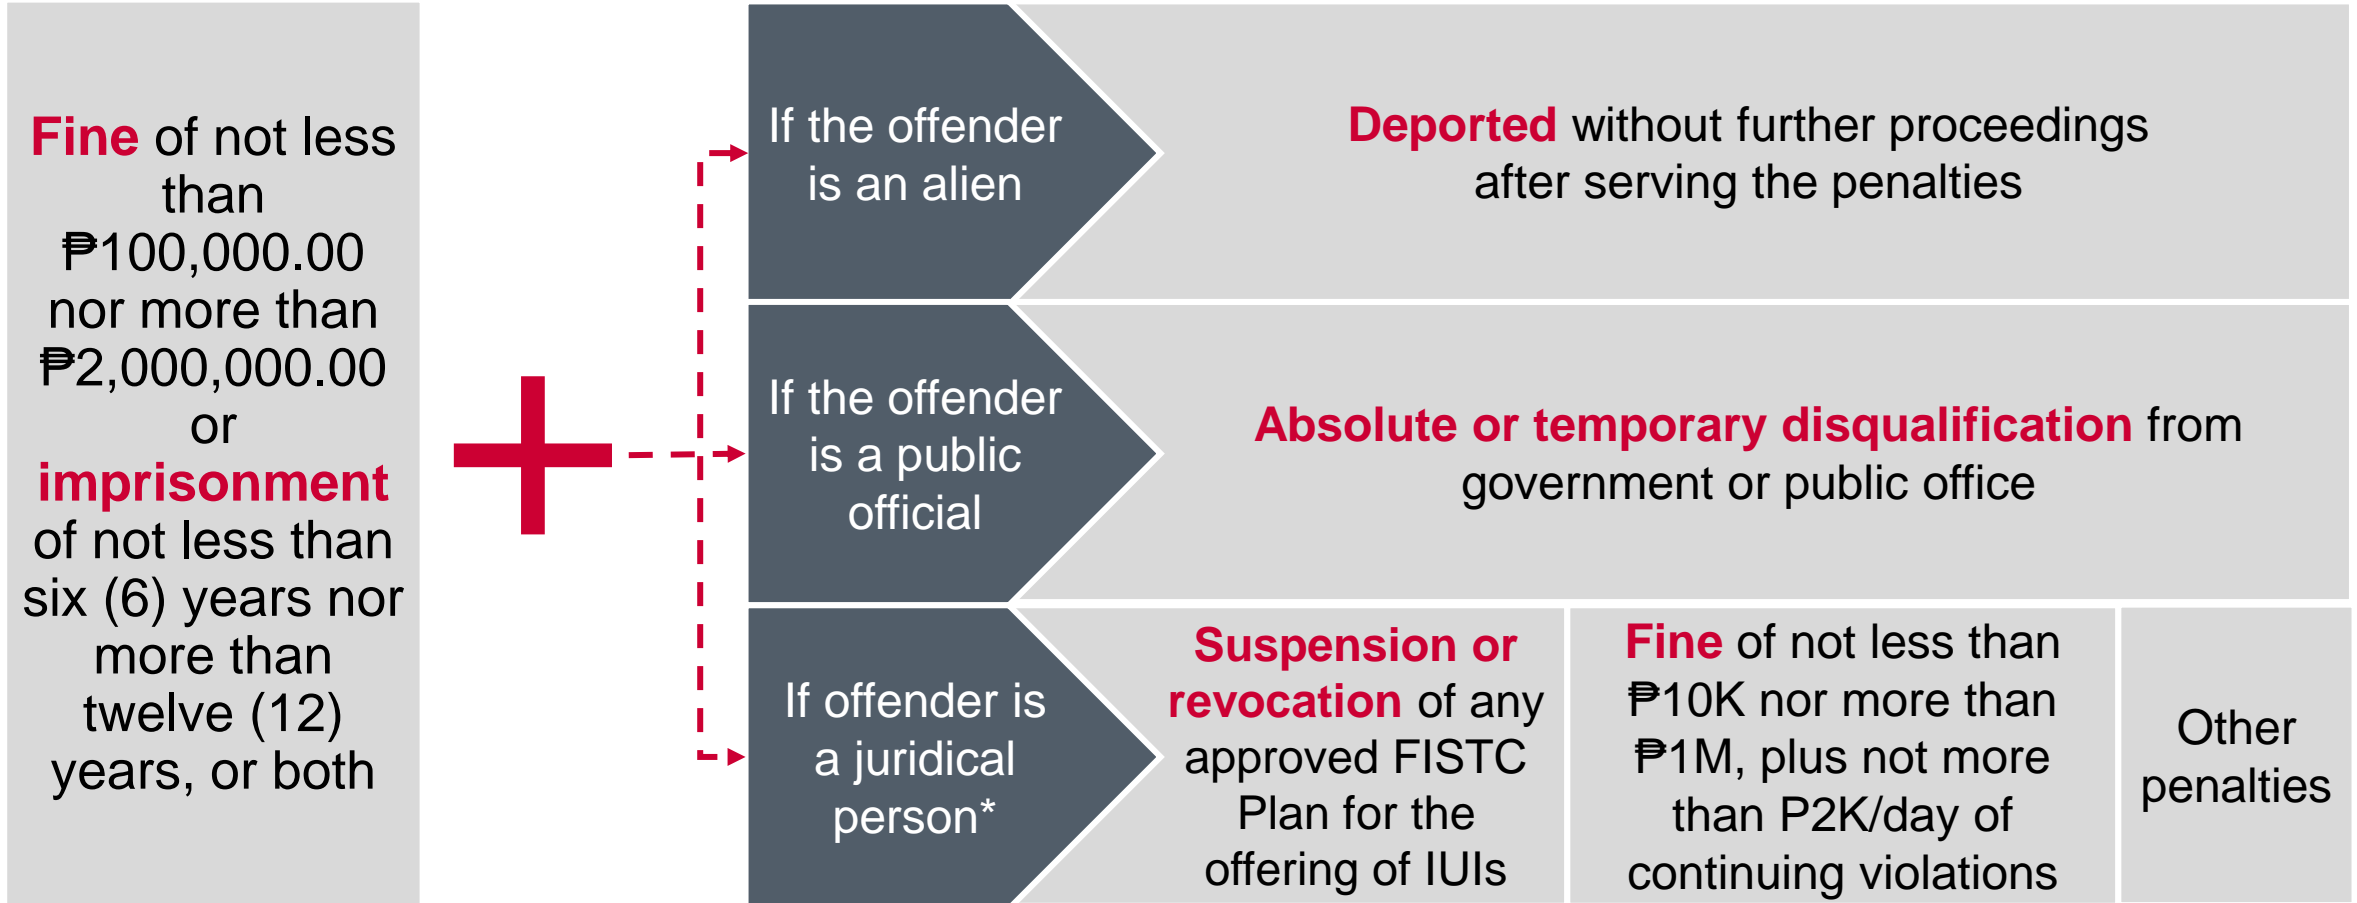 Fine of not less
than
₱100,000.00
nor more than
₱2,000,000.00
or
imprisonment
of not less than
six (6) years nor
more than
twelve (12)
years, or both
If the offender
is an alien
Deported without further proceedings
after serving the penalties
If the offender
is a public
official
Absolute or temporary disqualification from
government or public office
If offender is
a juridical
person*
Suspension or
revocation of any
approved FISTC
Plan for the
offering of IUIs
Fine of not less than
₱10K nor more than
₱1M, plus not more
than P2K/day of
continuing violations
Other
penalties